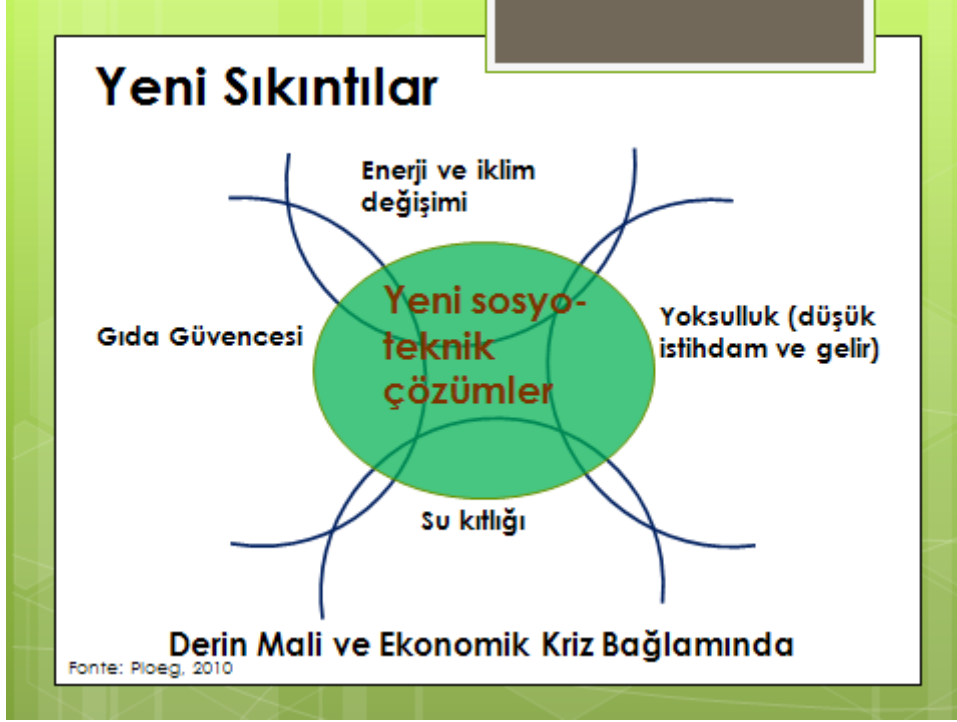 Yeni Sıkıntılar
Enerji ve iklim
değişimi
Yeni sosyo-
teknik
çözümler
Gıda Güvencesi
Yoksulluk (düşük
istihdam ve gelir)
Su kıtlığı
Derin Mali ve Ekonomik Kriz Bağlamında
Fonte: Ploeg, 2010